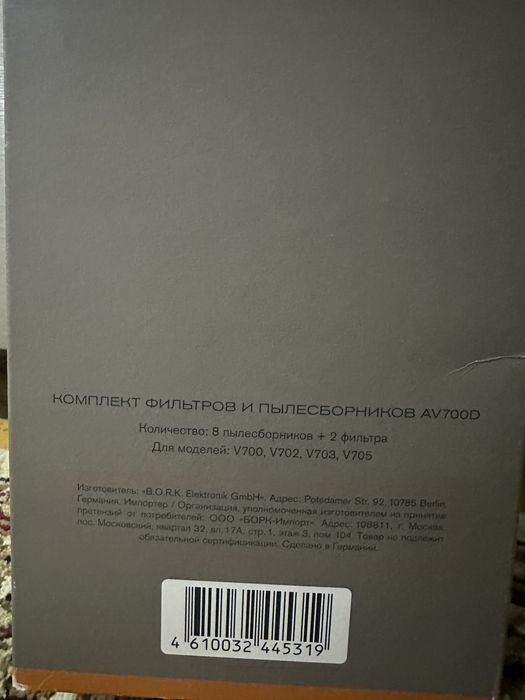 КОМПЛЕКТ ФИЛЬТРОВ И ПЫЛЕСБОРНИКОВ AV700D
Количество: 8 пылесборников + 2 фильтра
Для моделей: V700, V702, V703, V705
Изготовитель: «B.O.R.K. Elektronik GmbH». Адрес: Potsdamer Str. 92, 10785 Berlin,
Германия. Импортер / Организация, уполномоченная изготовителем на принятие
претензий от потребителей: ООО «БОРК-Импорт». Адрес: 108811, г. Москва,
пос. Московский, квартал 32, вл. 17А, стр. 1, этаж 3, пом 104. Товар не подлежит
обязательной сертифицикации. Сделано в Германии.
4 610032 445319